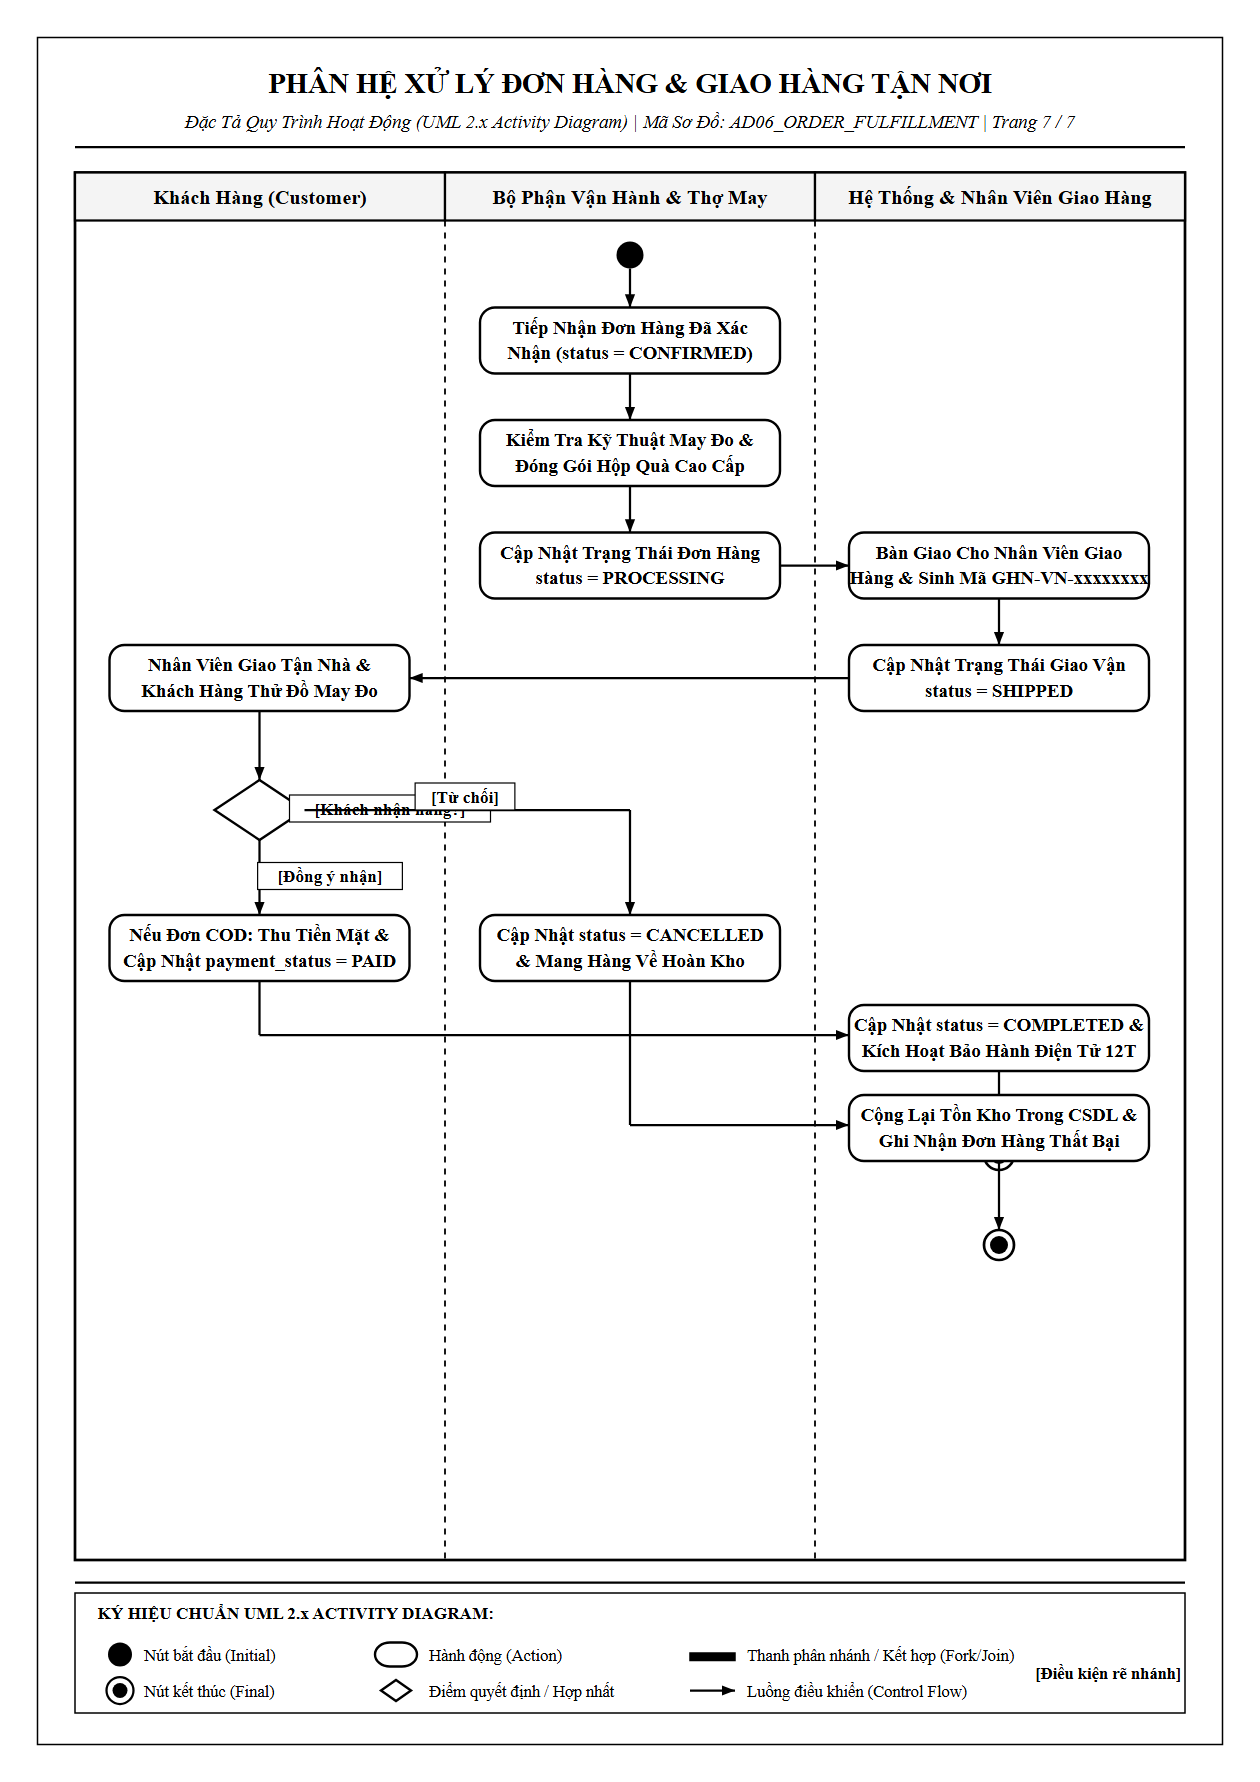 PHÂN HỆ XỬ LÝ ĐƠN HÀNG & GIAO HÀNG TẬN NƠI
Đặc Tả Quy Trình Hoạt Động (UML 2.x Activity Diagram) | Mã Sơ Đồ: AD06_ORDER_FULFILLMENT | Trang 7 / 7
Khách Hàng (Customer)
Bộ Phận Vận Hành & Thợ May
Hệ Thống & Nhân Viên Giao Hàng
Tiếp Nhận Đơn Hàng Đã Xác
Nhận (status = CONFIRMED)
Kiểm Tra Kỹ Thuật May Đo &
Đóng Gói Hộp Quà Cao Cấp
Cập Nhật Trạng Thái Đơn Hàng
status = PROCESSING
Bàn Giao Cho Nhân Viên Giao
Hàng & Sinh Mã GHN-VN-xxxxxxxx
Nhân Viên Giao Tận Nhà &
Khách Hàng Thử Đồ May Đo
Cập Nhật Trạng Thái Giao Vận
status = SHIPPED
[Từ chối]
[Khách nhận hàng?]
[Đồng ý nhận]
Nếu Đơn COD: Thu Tiền Mặt &
Cập Nhật payment_status = PAID
Cập Nhật status = CANCELLED
& Mang Hàng Về Hoàn Kho
Cập Nhật status = COMPLETED &
Kích Hoạt Bảo Hành Điện Tử 12T
Cộng Lại Tồn Kho Trong CSDL &
Ghi Nhận Đơn Hàng Thất Bại
KÝ HIỆU CHUẨN UML 2.x ACTIVITY DIAGRAM:
Nút bắt đầu (Initial)
Hành động (Action)
Thanh phân nhánh / Kết hợp (Fork/Join)
[Điều kiện rẽ nhánh]
Nút kết thúc (Final)
Điểm quyết định / Hợp nhất
Luồng điều khiển (Control Flow)